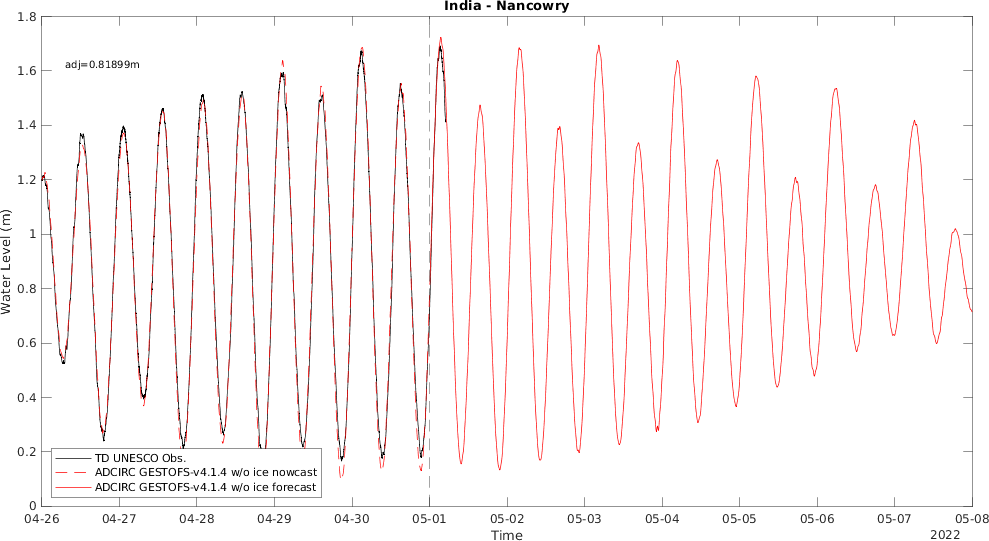 India - Nancowry
adj=0.81899m
Water Level (m)
1.8
1.6
1.4
1.2
1
0.8
0.6
0.4
0.2
0
TD UNESCO Obs.
ADCIRC GESTOFS-v4.1.4 w/o ice nowcast
ADCIRC GESTOFS-v4.1.4 w/o ice forecast
04-26 04-27 04-28 04-29 04-30 05-01 05-02 05-03 05-04 05-05 05-06 05-07 05-08
Time
2022